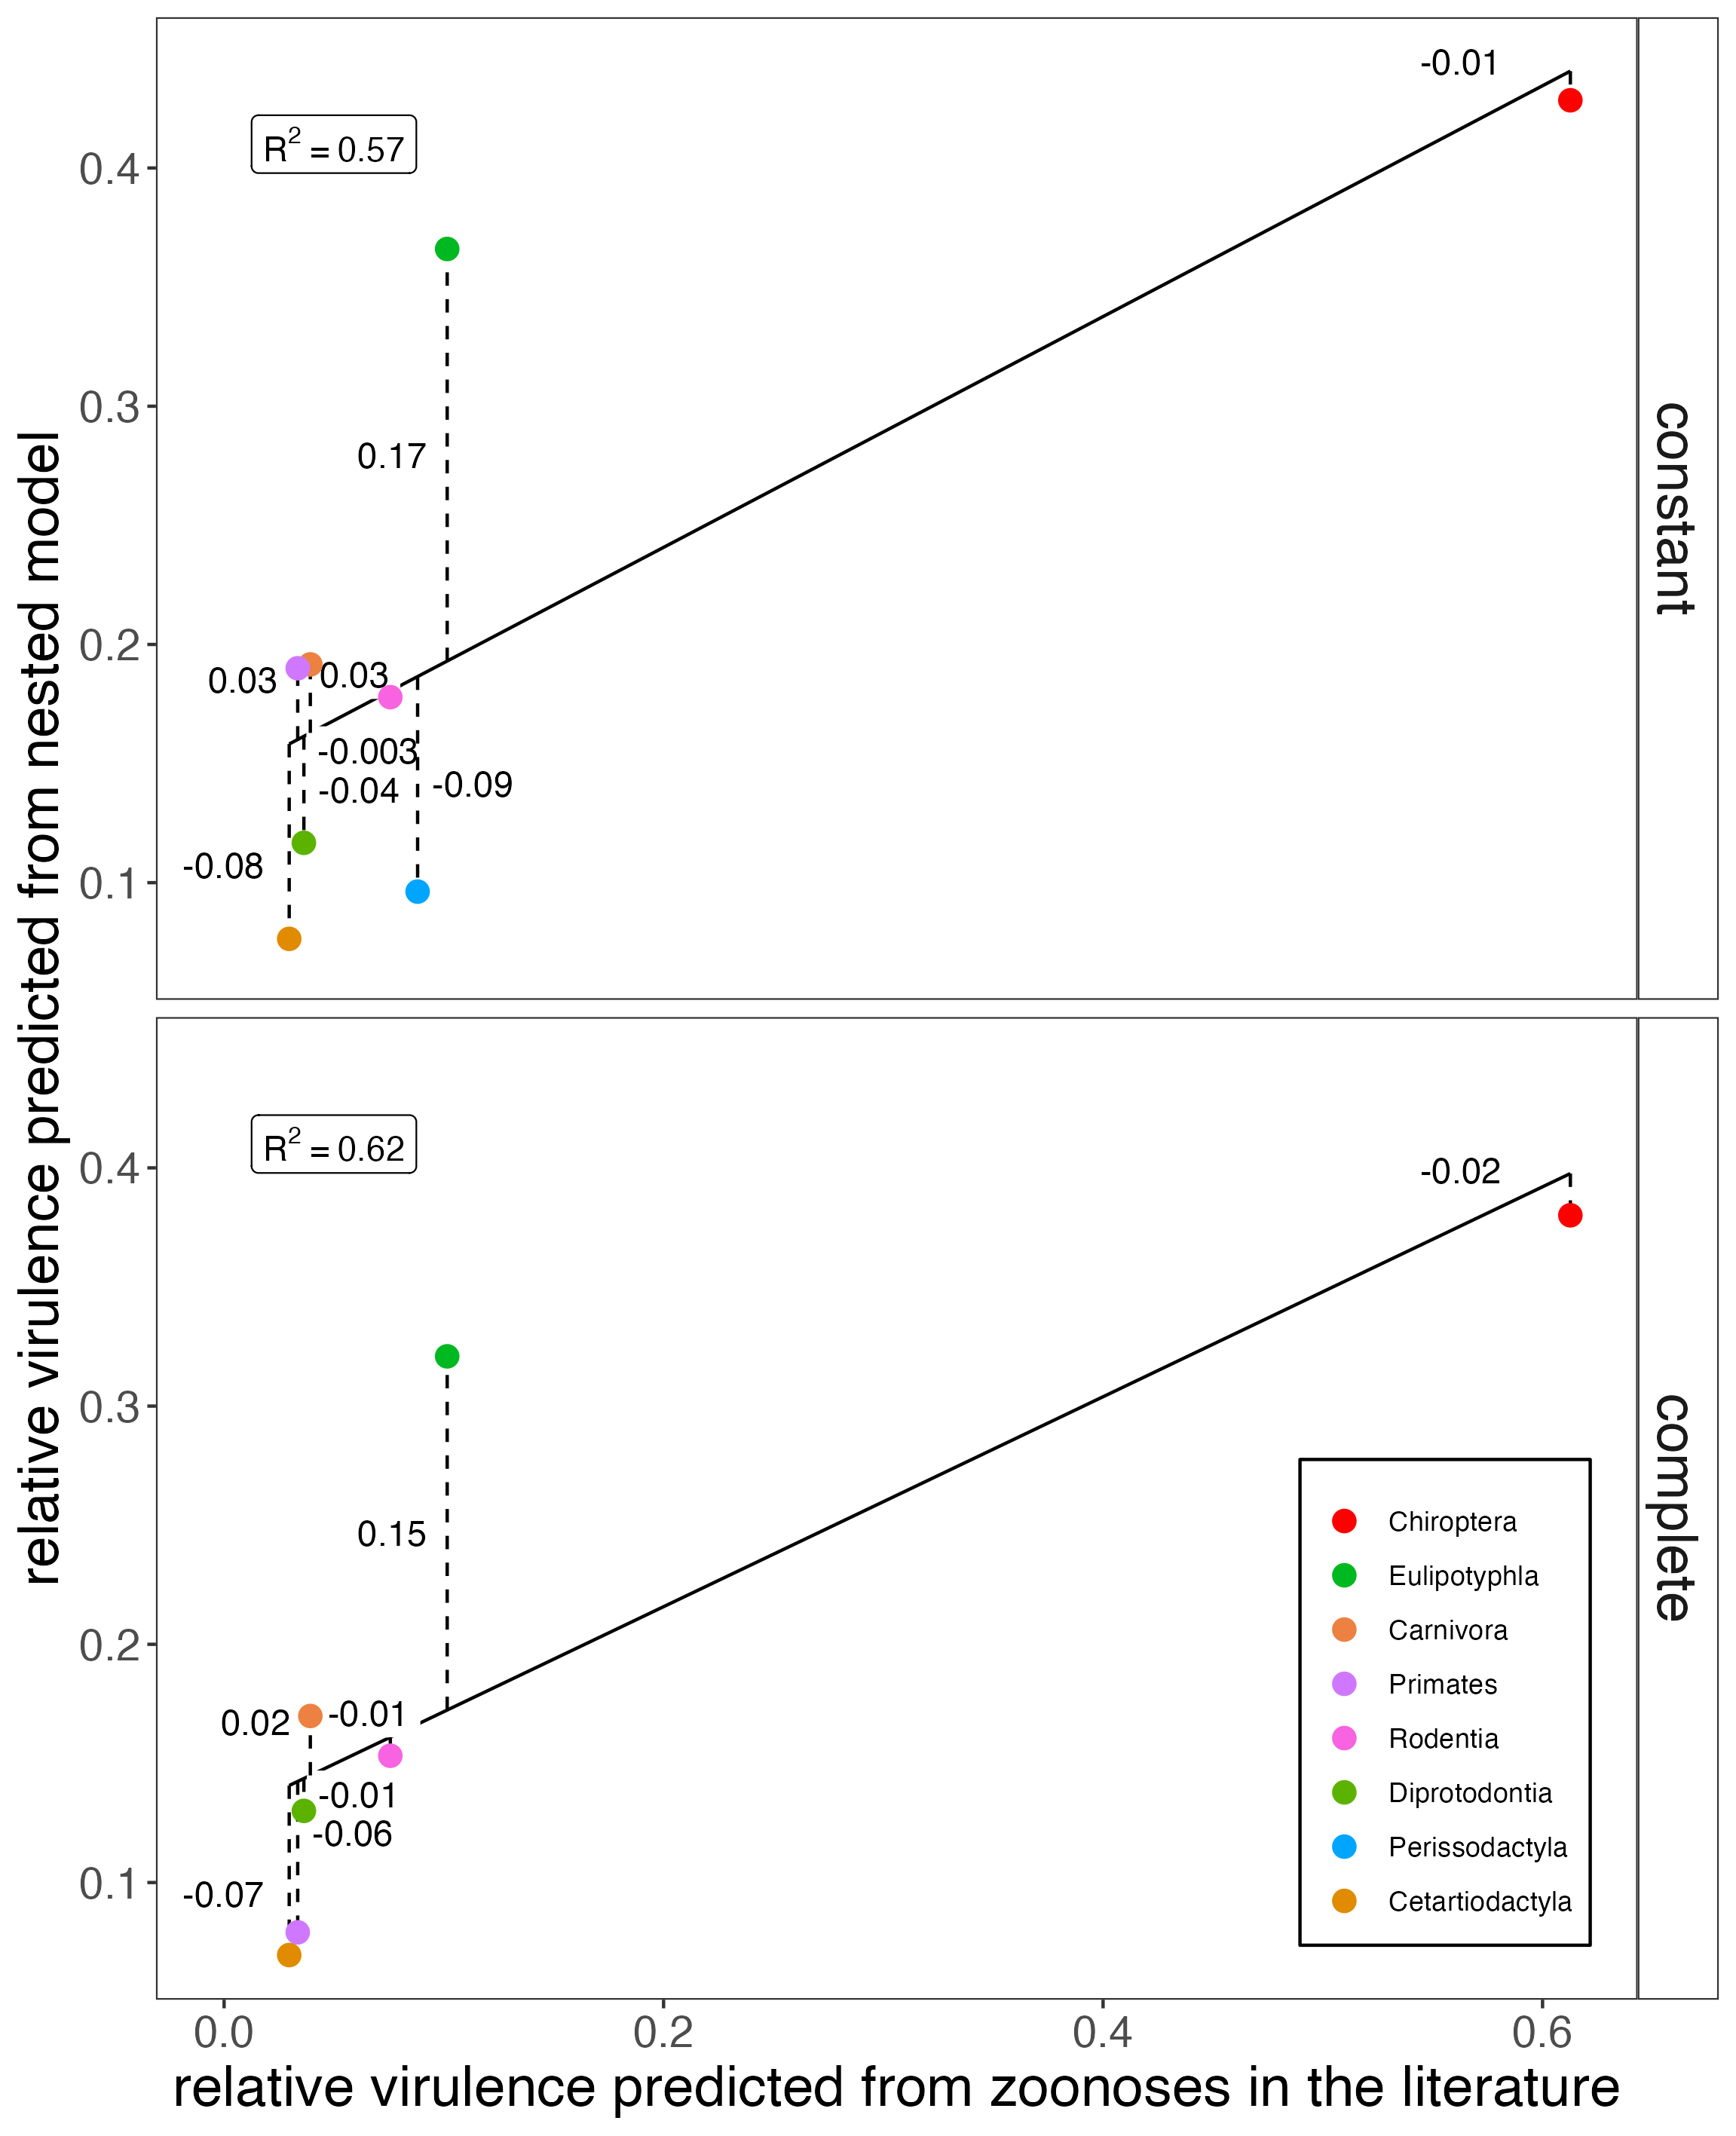 relative virulence predicted from nested model
constant
R² = 0.57
-0.01
0.4
0.3
0.17
0.2
0.03
0.03
-0.003
-0.04
-0.09
-0.08
0.1
complete
R² = 0.62
-0.02
0.4
0.3
0.15
0.2
0.02
-0.01
-0.01
-0.06
-0.07
0.1
Chiroptera
Eulipotyphla
Carnivora
Primates
Rodentia
Diprotodontia
Perissodactyla
Cetartiodactyla
0.0 0.2 0.4 0.6
relative virulence predicted from zoonoses in the literature